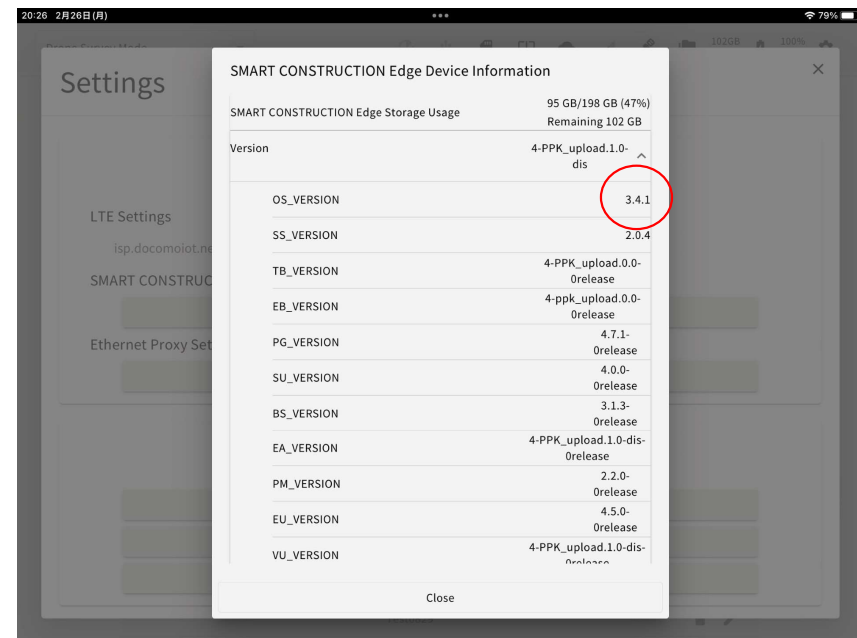 20:26 2月26日(月)
79%
102GB
100%
Settings
SMART CONSTRUCTION Edge Device Information
SMART CONSTRUCTION Edge Storage Usage
95 GB/198 GB (47%)
Remaining 102 GB
Version
4-PPK_upload.1.0-
dis
OS_VERSION
3.4.1
LTE Settings
SS_VERSION
2.0.4
isp.docomoiot.ne
TB_VERSION
4-PPK_upload.0.0-
0release
SMART CONSTRUC
EB_VERSION
4-ppk_upload.0.0-
0release
Ethernet Proxy Set
PG_VERSION
4.7.1-
0release
SU_VERSION
4.0.0-
0release
BS_VERSION
3.1.3-
0release
EA_VERSION
4-PPK_upload.1.0-dis-
0release
PM_VERSION
2.2.0-
0release
EU_VERSION
4.5.0-
0release
VU_VERSION
4-PPK_upload.1.0-dis-
0release
Close